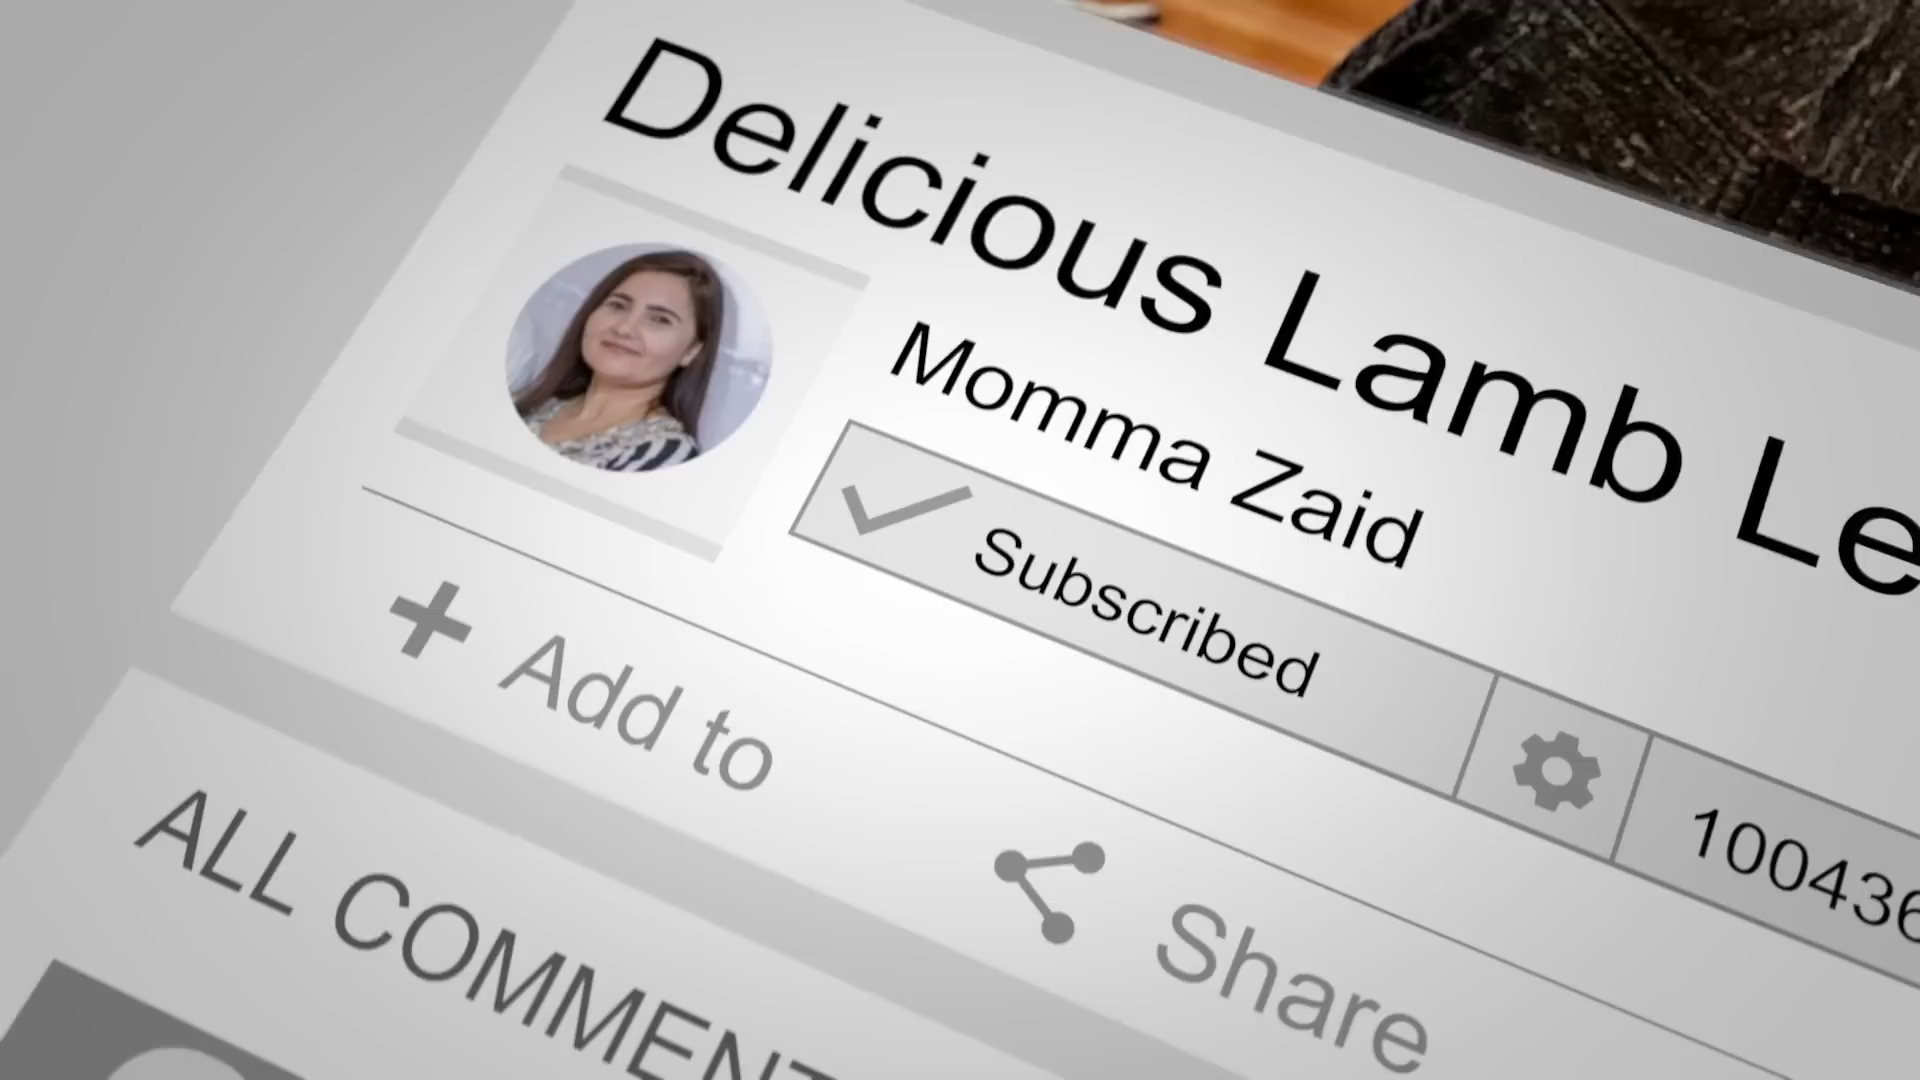 Delicious Lamb Le
Momma Zaid
Subscribed
100436
Add to
Share
ALL COMMENT